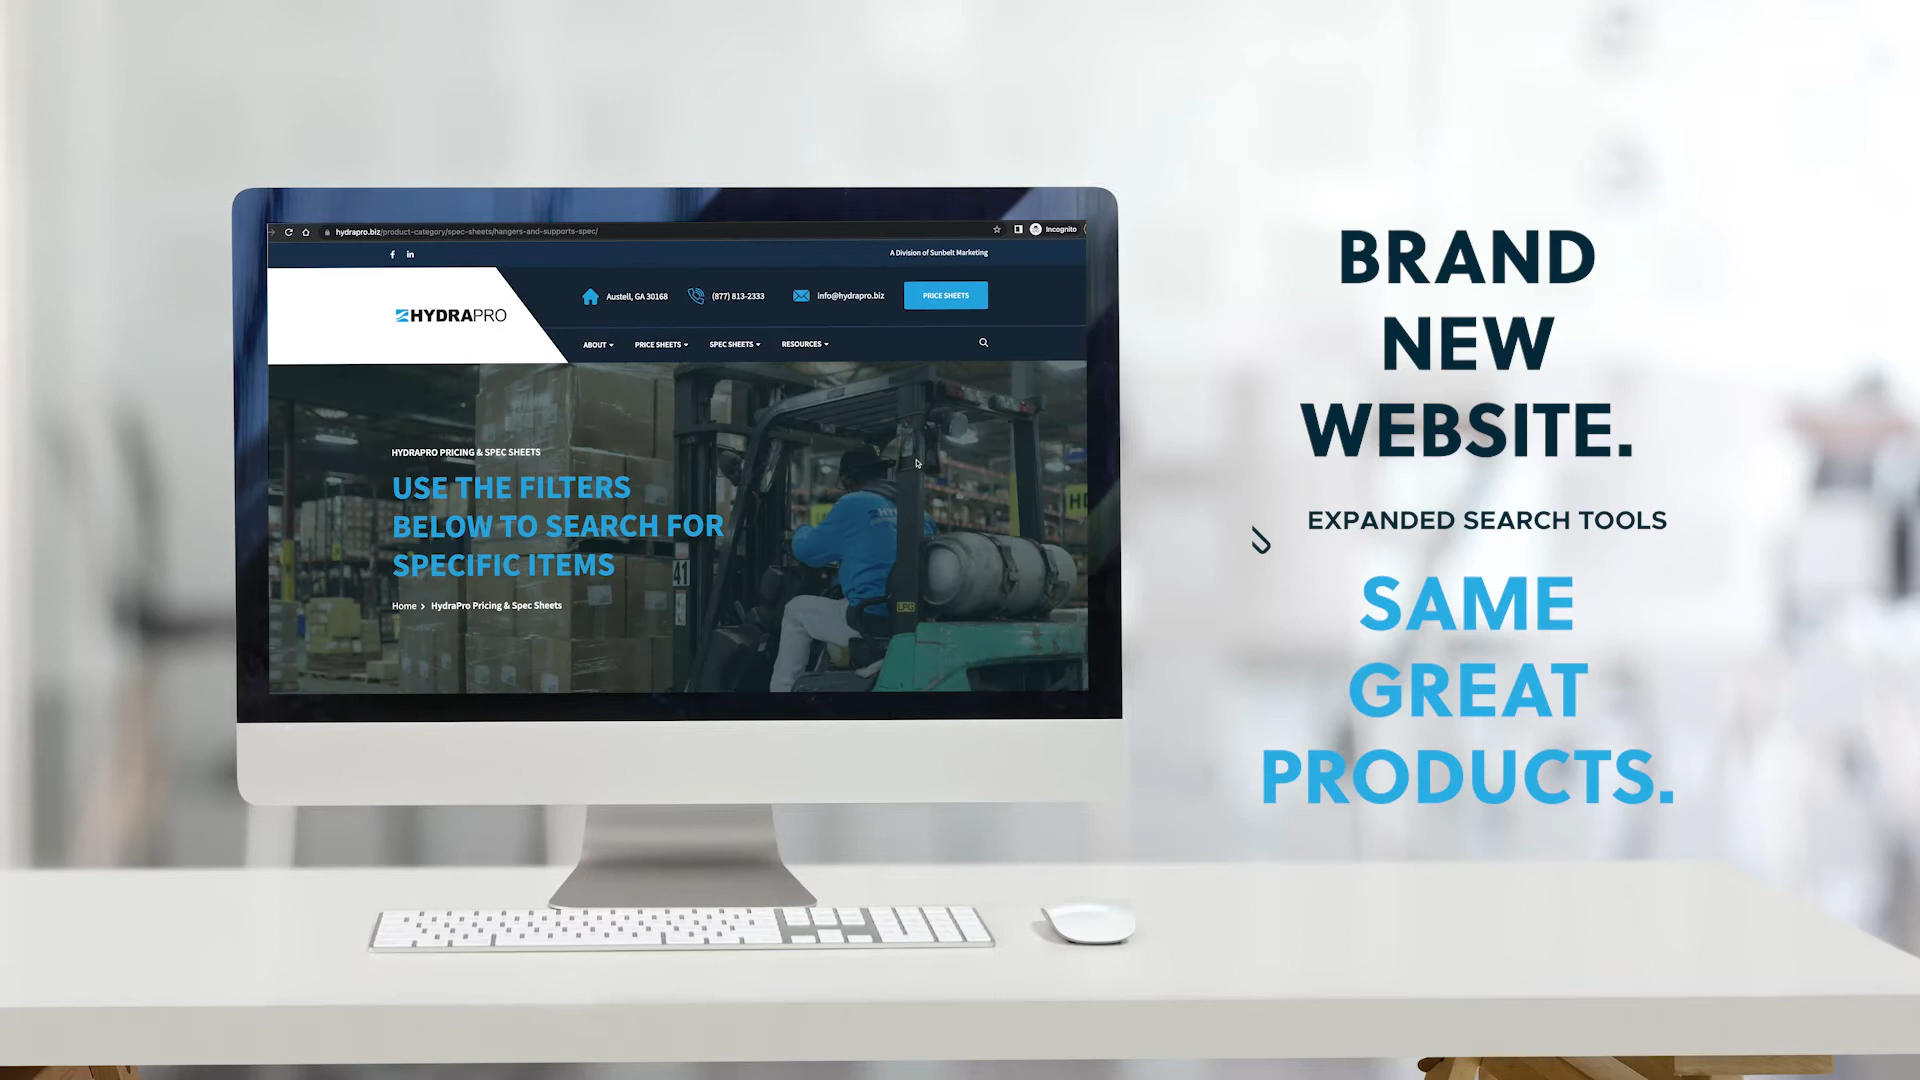 hydrapro.biz/product-category/spec-sheets/hangers-and-supports-spec/
Incognito
A Division of Sunbelt Marketing
HYDRAPRO
Austell, GA 30168
(877) 813-2333
info@hydrapro.biz
PRICE SHEETS
ABOUT
PRICE SHEETS
SPEC SHEETS
RESOURCES
HYDRAPRO PRICING & SPEC SHEETS
USE THE FILTERS
BELOW TO SEARCH FOR
SPECIFIC ITEMS
Home > HydraPro Pricing & Spec Sheets
41
LPG
BRAND
NEW
WEBSITE.
EXPANDED SEARCH TOOLS
SAME
GREAT
PRODUCTS.